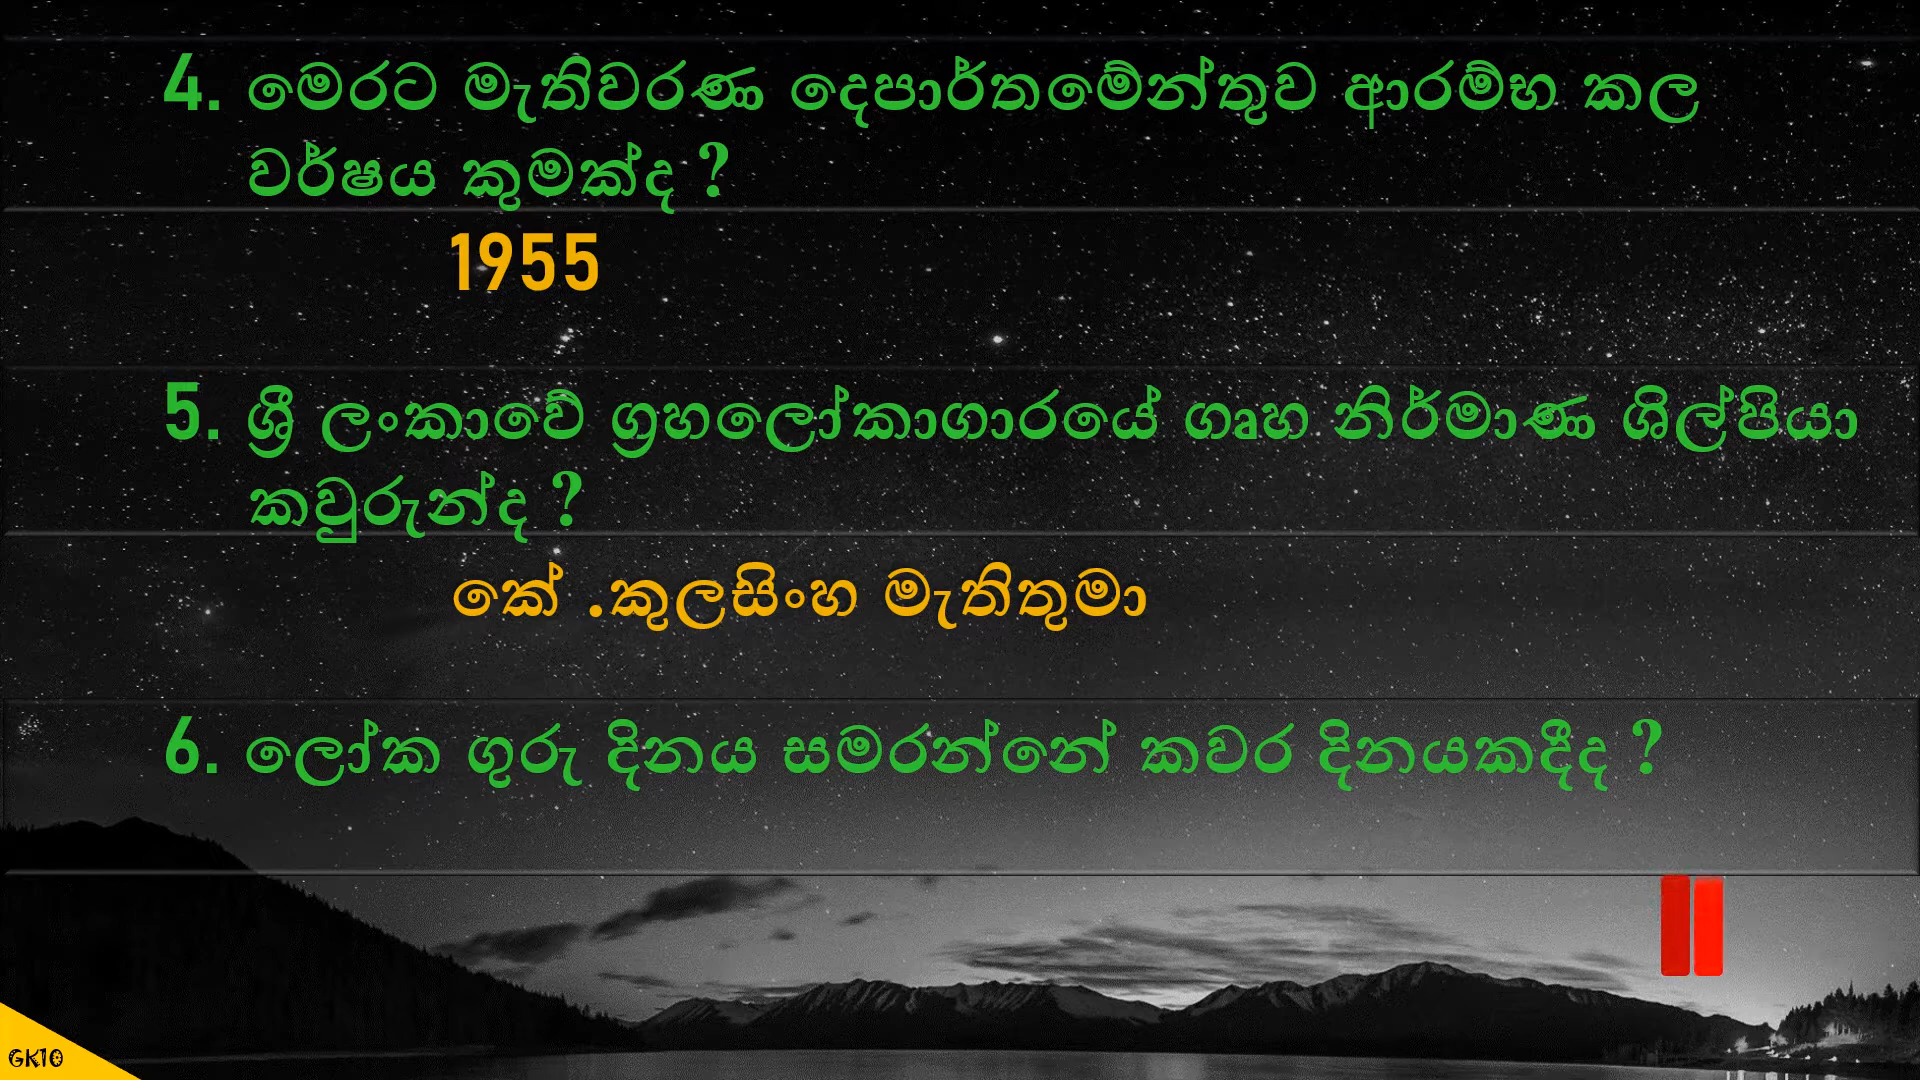 4. මෙරට මැතිවරණ දෙපාර්තමේන්තුව ආරම්භ කල
වර්ෂය කුමක්ද ?
1955
5. ශ්‍රී ලංකාවේ ග්‍රහලෝකාගාරයේ ගෘහ නිර්මාණ ශිල්පියා
කවුරුන්ද ?
කේ .කුලසිංහ මැතිතුමා
6. ලෝක ගුරු දිනය සමරන්නේ කවර දිනයකදීද ?
GK10